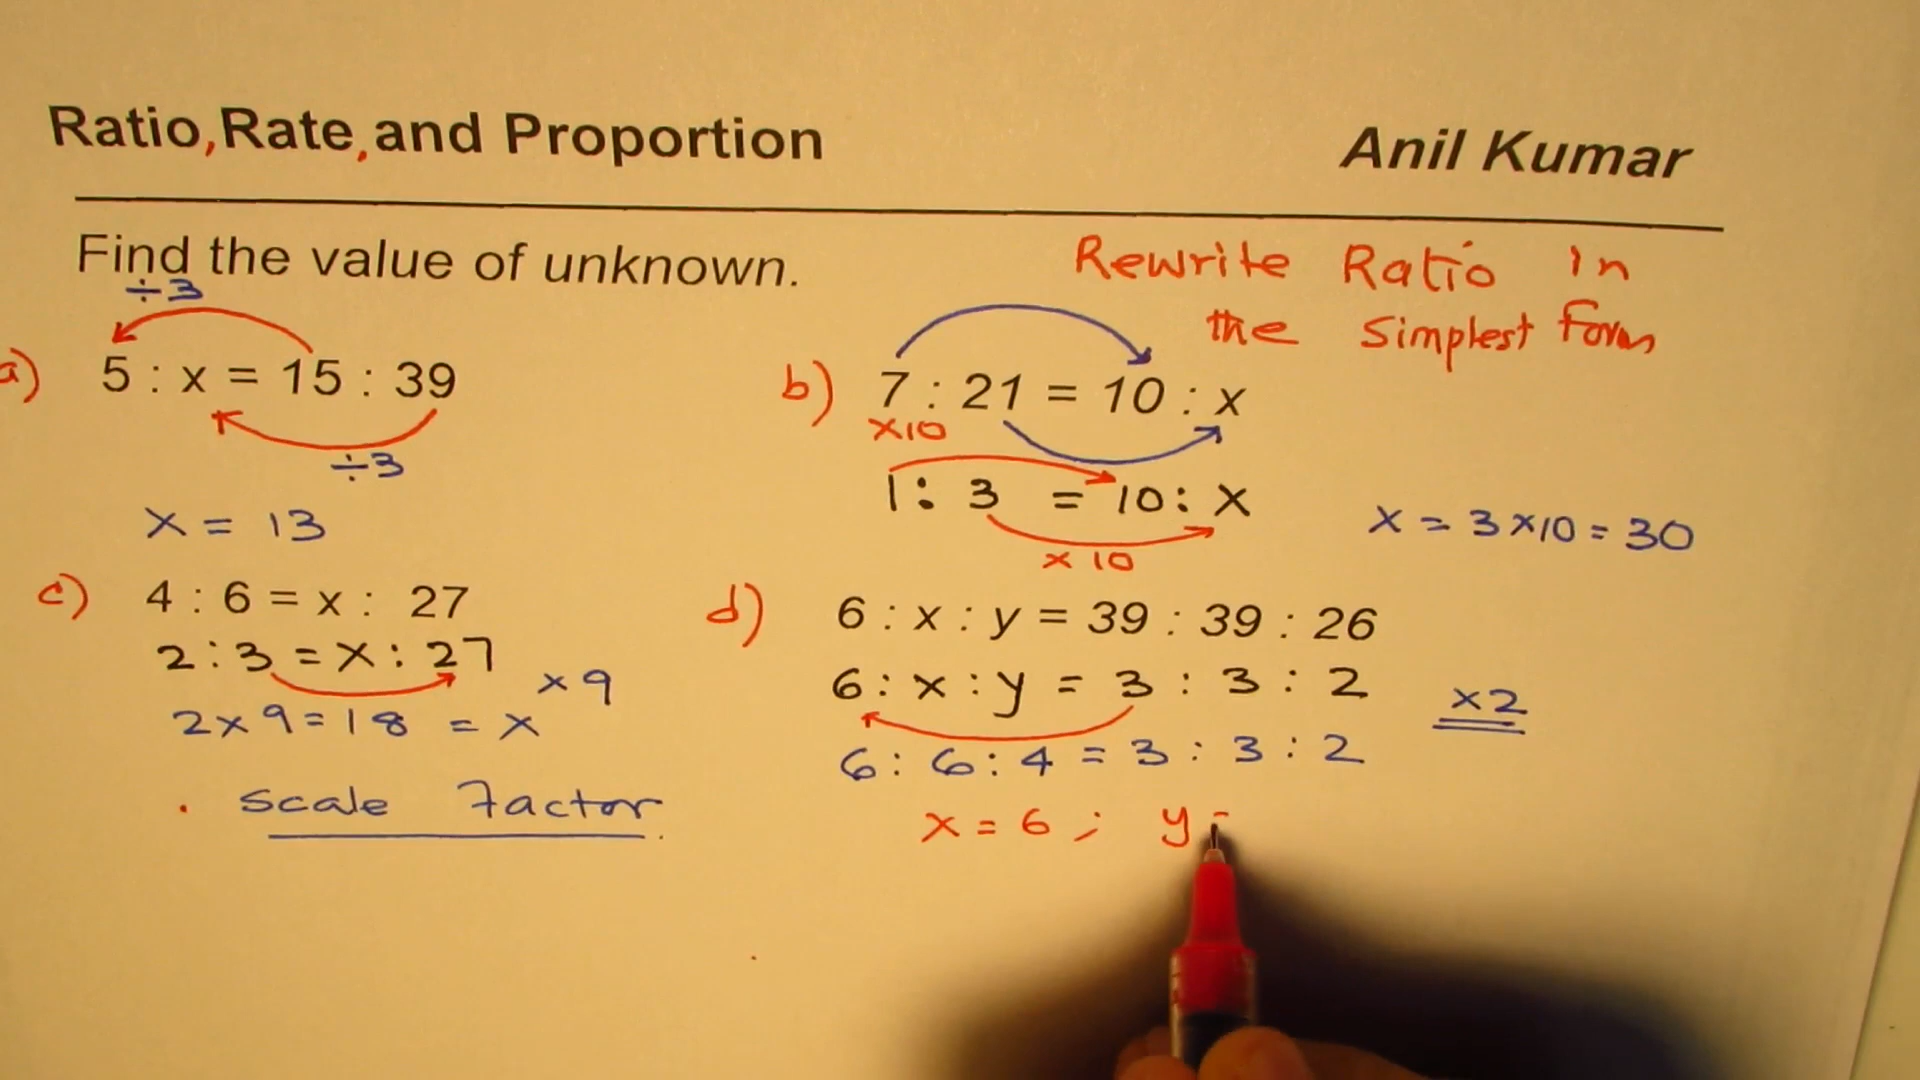 Ratio, Rate, and Proportion
Anil Kumar
Find the value of unknown.
Rewrite Ratio in
the Simplest Form
÷3
a) 5 : x = 15 : 39
÷3
x = 13
b) 7 : 21 = 10 : x
×10
1 : 3 = 10 : x
×10
x = 3 × 10 = 30
c) 4 : 6 = x : 27
2 : 3 = x : 27
×9
2 × 9 = 18 = x
. Scale Factor.
d) 6 : x : y = 39 : 39 : 26
6 : x : y = 3 : 3 : 2
×2
6 : 6 : 4 = 3 : 3 : 2
x = 6 ; y =